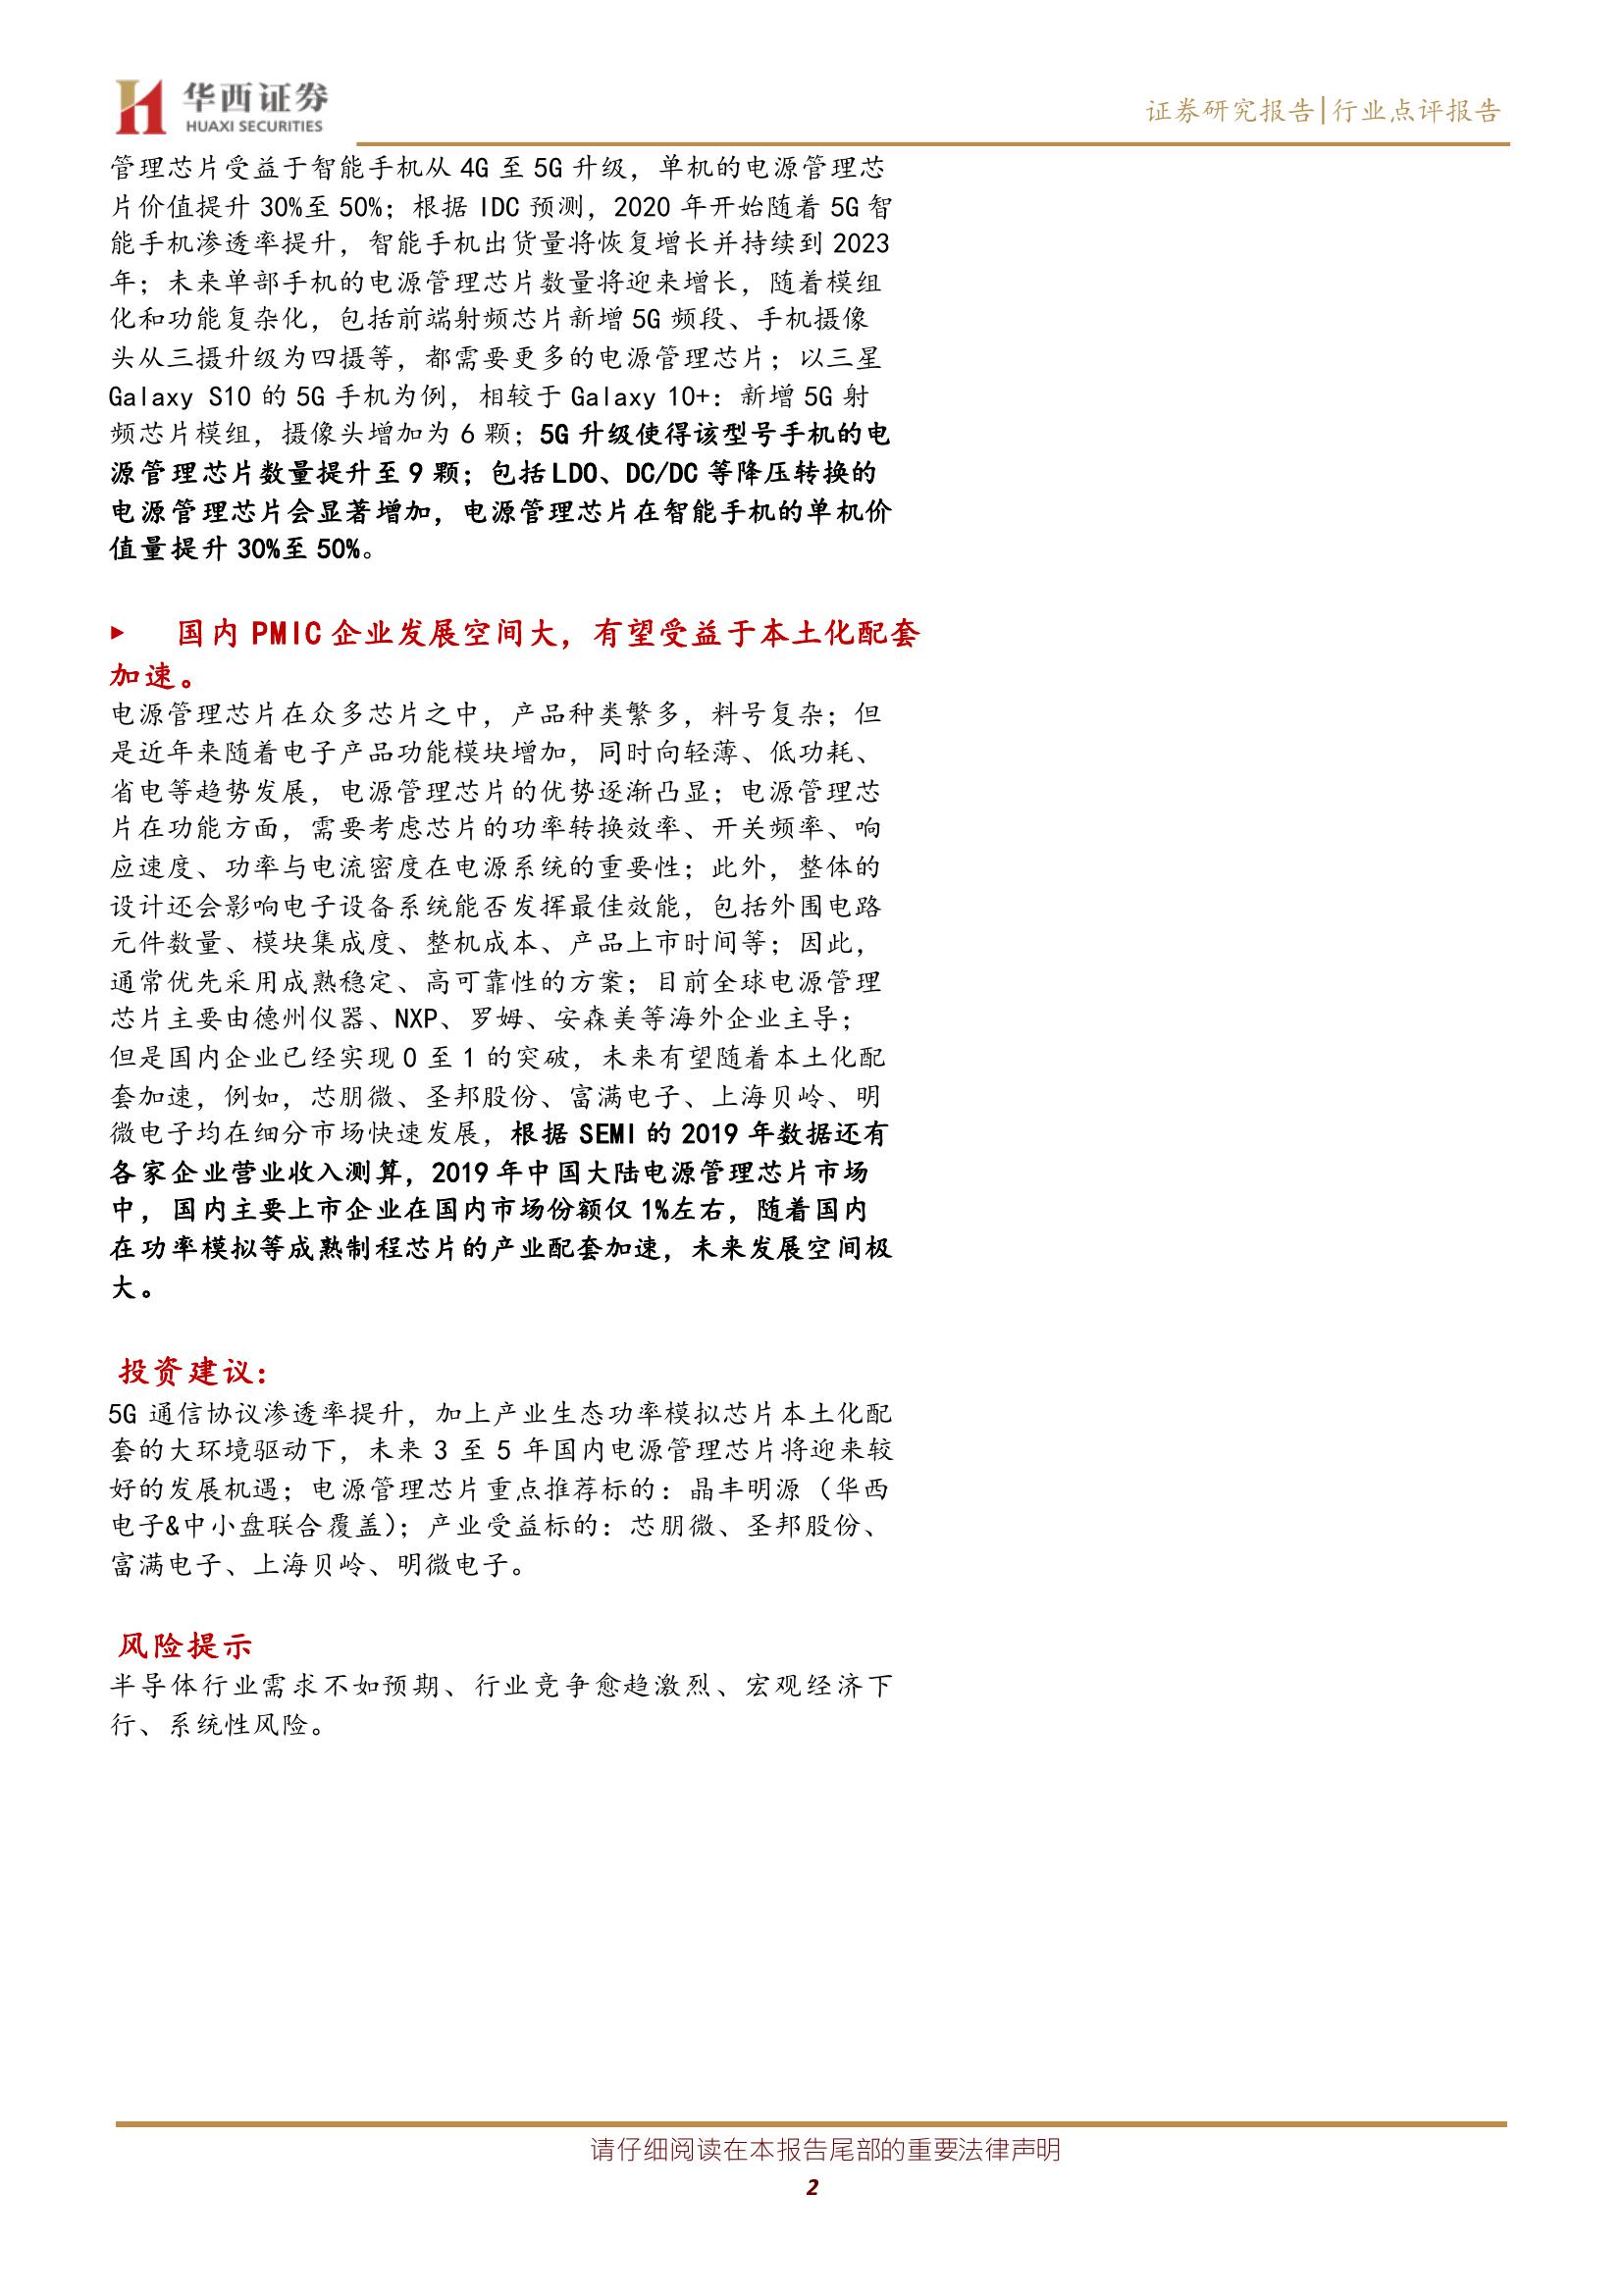 华西证券
HUAXI SECURITIES
证券研究报告|行业点评报告
管理芯片受益于智能手机从 4G 至 5G 升级，单机的电源管理芯
片价值提升 30%至 50%；根据 IDC 预测，2020 年开始随着 5G 智
能手机渗透率提升，智能手机出货量将恢复增长并持续到 2023
年；未来单部手机的电源管理芯片数量将迎来增长，随着模组
化和功能复杂化，包括前端射频芯片新增 5G 频段、手机摄像
头从三摄升级为四摄等，都需要更多的电源管理芯片；以三星
Galaxy S10 的 5G 手机为例，相较于 Galaxy 10+：新增 5G 射
频芯片模组，摄像头增加为 6 颗；5G 升级使得该型号手机的电
源管理芯片数量提升至 9 颗；包括 LDO、DC/DC 等降压转换的
电源管理芯片会显著增加，电源管理芯片在智能手机的单机价
值量提升 30%至 50%。
▶ 国内 PMIC 企业发展空间大，有望受益于本土化配套
加速。
电源管理芯片在众多芯片之中，产品种类繁多，料号复杂；但
是近年来随着电子产品功能模块增加，同时向轻薄、低功耗、
省电等趋势发展，电源管理芯片的优势逐渐凸显；电源管理芯
片在功能方面，需要考虑芯片的功率转换效率、开关频率、响
应速度、功率与电流密度在电源系统的重要性；此外，整体的
设计还会影响电子设备系统能否发挥最佳效能，包括外围电路
元件数量、模块集成度、整机成本、产品上市时间等；因此，
通常优先采用成熟稳定、高可靠性的方案；目前全球电源管理
芯片主要由德州仪器、NXP、罗姆、安森美等海外企业主导；
但是国内企业已经实现 0 至 1 的突破，未来有望随着本土化配
套加速，例如，芯朋微、圣邦股份、富满电子、上海贝岭、明
微电子均在细分市场快速发展，根据 SEMI 的 2019 年数据还有
各家企业营业收入测算，2019 年中国大陆电源管理芯片市场
中，国内主要上市企业在国内市场份额仅 1%左右，随着国内
在功率模拟等成熟制程芯片的产业配套加速，未来发展空间极
大。
投资建议：
5G 通信协议渗透率提升，加上产业生态功率模拟芯片本土化配
套的大环境驱动下，未来 3 至 5 年国内电源管理芯片将迎来较
好的发展机遇；电源管理芯片重点推荐标的：晶丰明源（华西
电子&中小盘联合覆盖）；产业受益标的：芯朋微、圣邦股份、
富满电子、上海贝岭、明微电子。
风险提示
半导体行业需求不如预期、行业竞争愈趋激烈、宏观经济下
行、系统性风险。
请仔细阅读在本报告尾部的重要法律声明
2